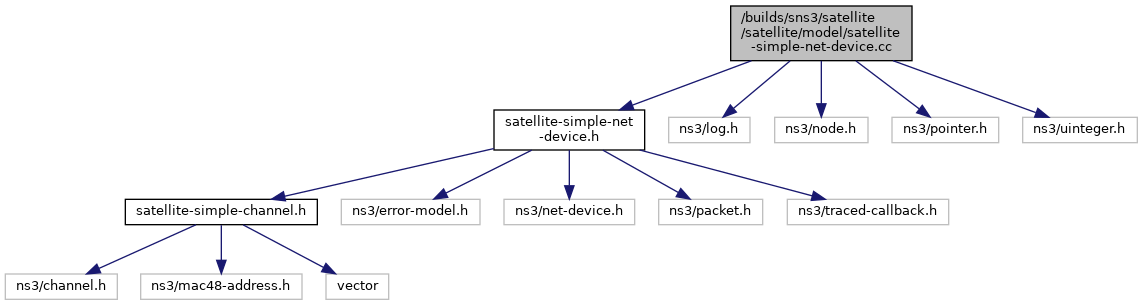 /builds/sns3/satellite
/satellite/model/satellite
-simple-net-device.cc
satellite-simple-net
-device.h
ns3/log.h
ns3/node.h
ns3/pointer.h
ns3/uinteger.h
satellite-simple-channel.h
ns3/error-model.h
ns3/net-device.h
ns3/packet.h
ns3/traced-callback.h
ns3/channel.h
ns3/mac48-address.h
vector